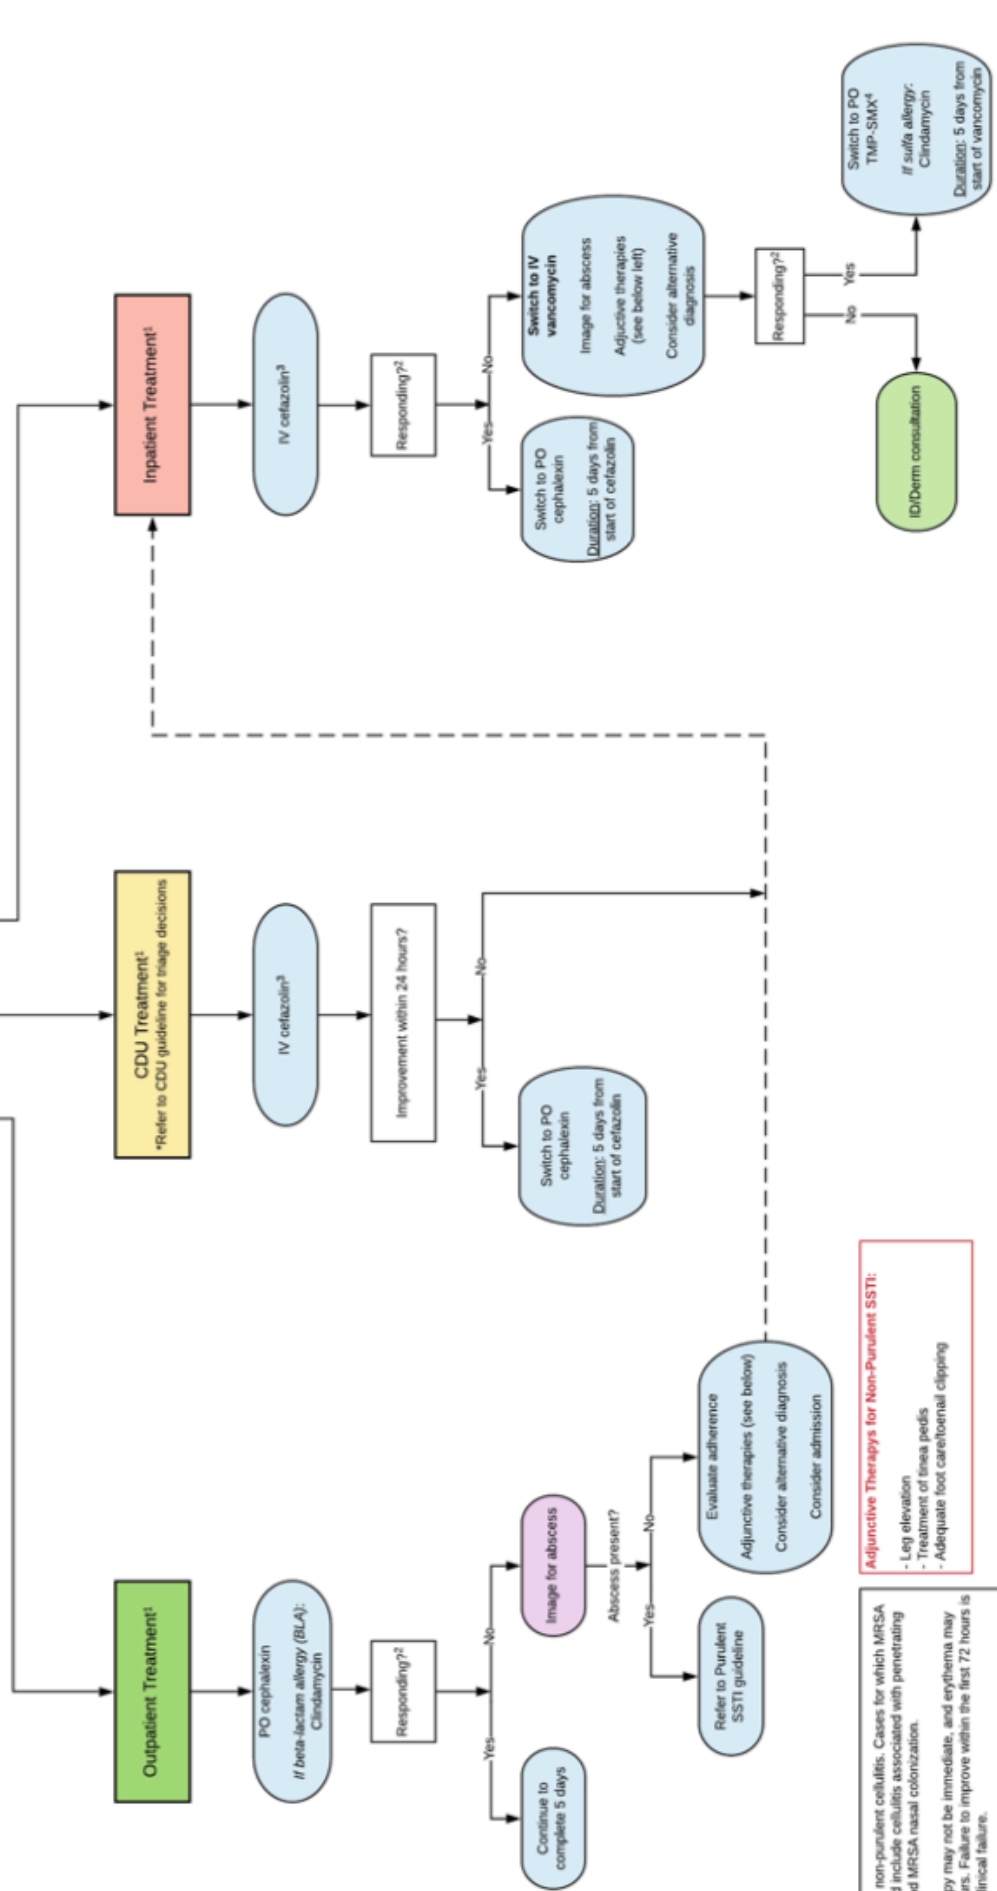 Outpatient Treatment¹
PO cephalexin
If beta-lactam allergy (BLA):
Clindamycin
Responding?²
Yes
No
Continue to
complete 5 days
Image for abscess
Abscess present?
Yes
No
Refer to Purulent
SSTI guideline
Evaluate adherence
Adjunctive therapies (see below)
Consider alternative diagnosis
Consider admission
CDU Treatment¹
*Refer to CDU guideline for triage decisions
IV cefazolin³
Improvement within 24 hours?
Yes
No
Switch to PO
cephalexin
Duration: 5 days from
start of cefazolin
Inpatient Treatment¹
IV cefazolin³
Responding?²
Yes
No
Switch to PO
cephalexin
Duration: 5 days from
start of cefazolin
Switch to IV
vancomycin
Image for abscess
Adjuctive therapies
(see below left)
Consider alternative
diagnosis
Responding?²
No
Yes
ID/Derm consultation
Switch to PO
TMP-SMX⁴
If sulfa allergy:
Clindamycin
Duration: 5 days from
start of vancomycin
non-purulent cellulitis. Cases for which MRSA
include cellulitis associated with penetrating
MRSA nasal colonization.
may not be immediate, and erythema may
Failure to improve within the first 72 hours is
failure.
Adjunctive Therapys for Non-Purulent SSTI:
- Leg elevation
- Treatment of tinea pedis
- Adequate foot care/toenail clipping